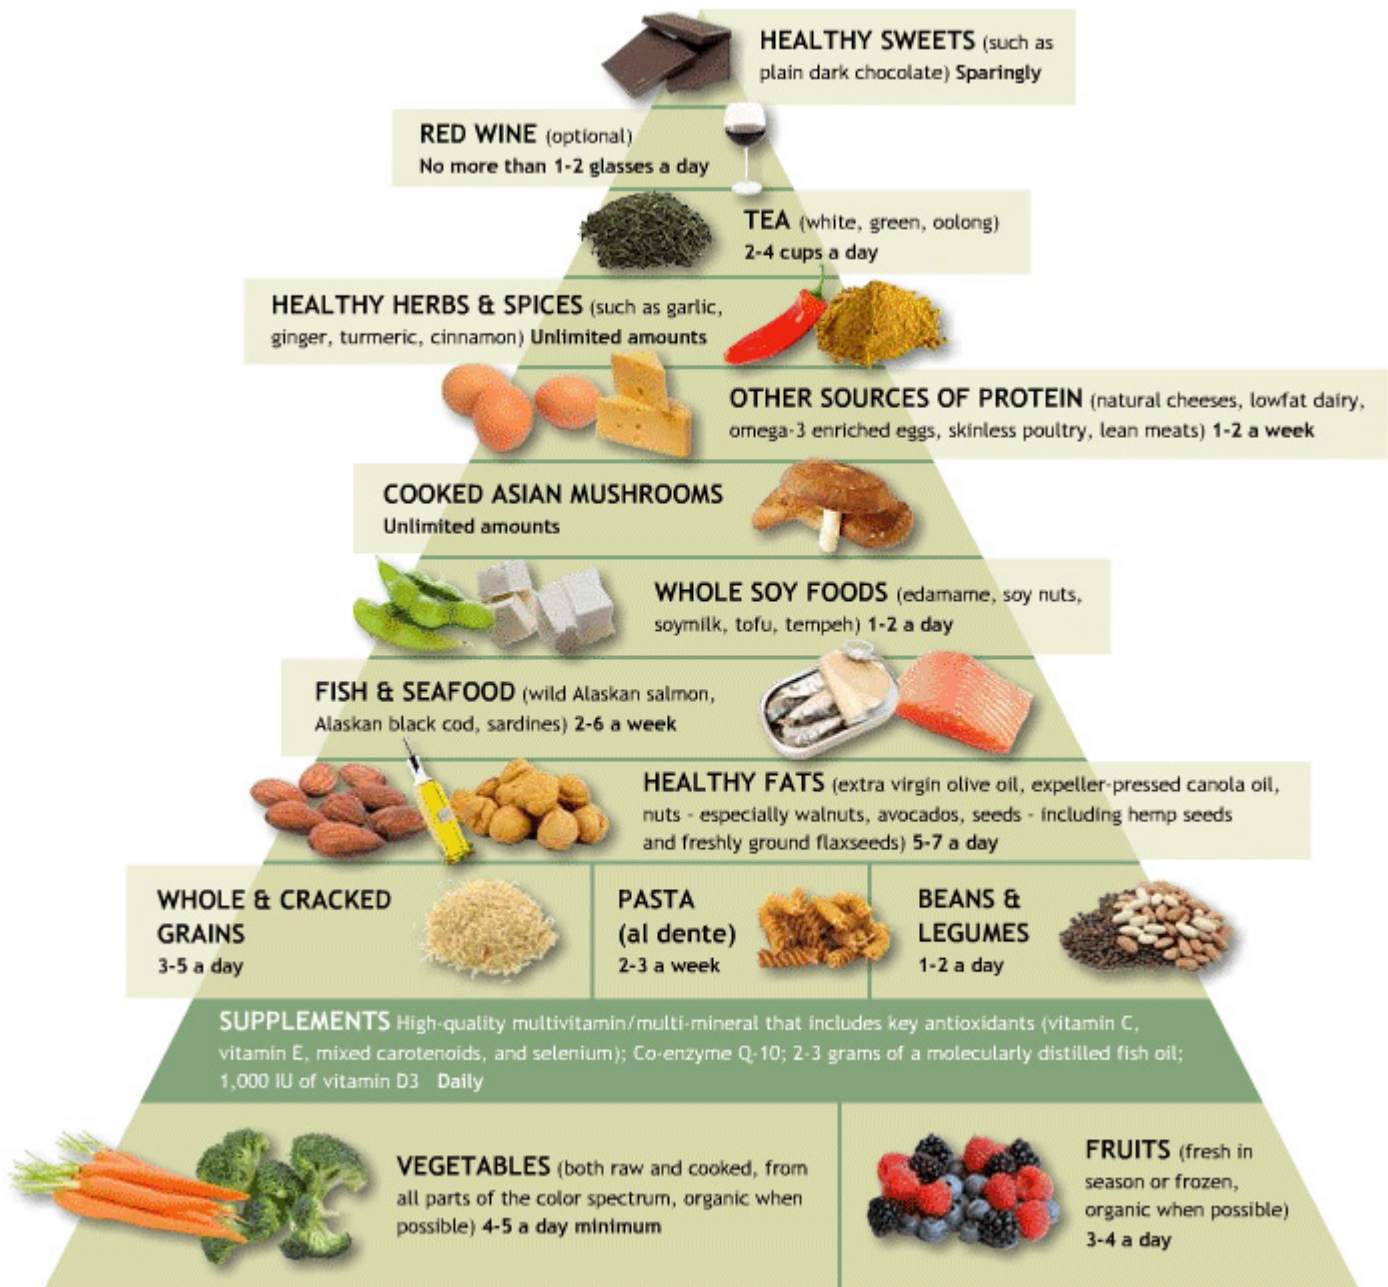 HEALTHY SWEETS (such as
plain dark chocolate) Sparingly
RED WINE (optional)
No more than 1-2 glasses a day
TEA (white, green, oolong)
2-4 cups a day
HEALTHY HERBS & SPICES (such as garlic,
ginger, turmeric, cinnamon) Unlimited amounts
OTHER SOURCES OF PROTEIN (natural cheeses, lowfat dairy,
omega-3 enriched eggs, skinless poultry, lean meats) 1-2 a week
COOKED ASIAN MUSHROOMS
Unlimited amounts
WHOLE SOY FOODS (edamame, soy nuts,
soymilk, tofu, tempeh) 1-2 a day
FISH & SEAFOOD (wild Alaskan salmon,
Alaskan black cod, sardines) 2-6 a week
HEALTHY FATS (extra virgin olive oil, expeller-pressed canola oil,
nuts - especially walnuts, avocados, seeds - including hemp seeds
and freshly ground flaxseeds) 5-7 a day
WHOLE & CRACKED
GRAINS
3-5 a day
PASTA
(al dente)
2-3 a week
BEANS &
LEGUMES
1-2 a day
SUPPLEMENTS High-quality multivitamin/multi-mineral that includes key antioxidants (vitamin C,
vitamin E, mixed carotenoids, and selenium); Co-enzyme Q-10; 2-3 grams of a molecularly distilled fish oil;
1,000 IU of vitamin D3 Daily
VEGETABLES (both raw and cooked, from
all parts of the color spectrum, organic when
possible) 4-5 a day minimum
FRUITS (fresh in
season or frozen,
organic when possible)
3-4 a day